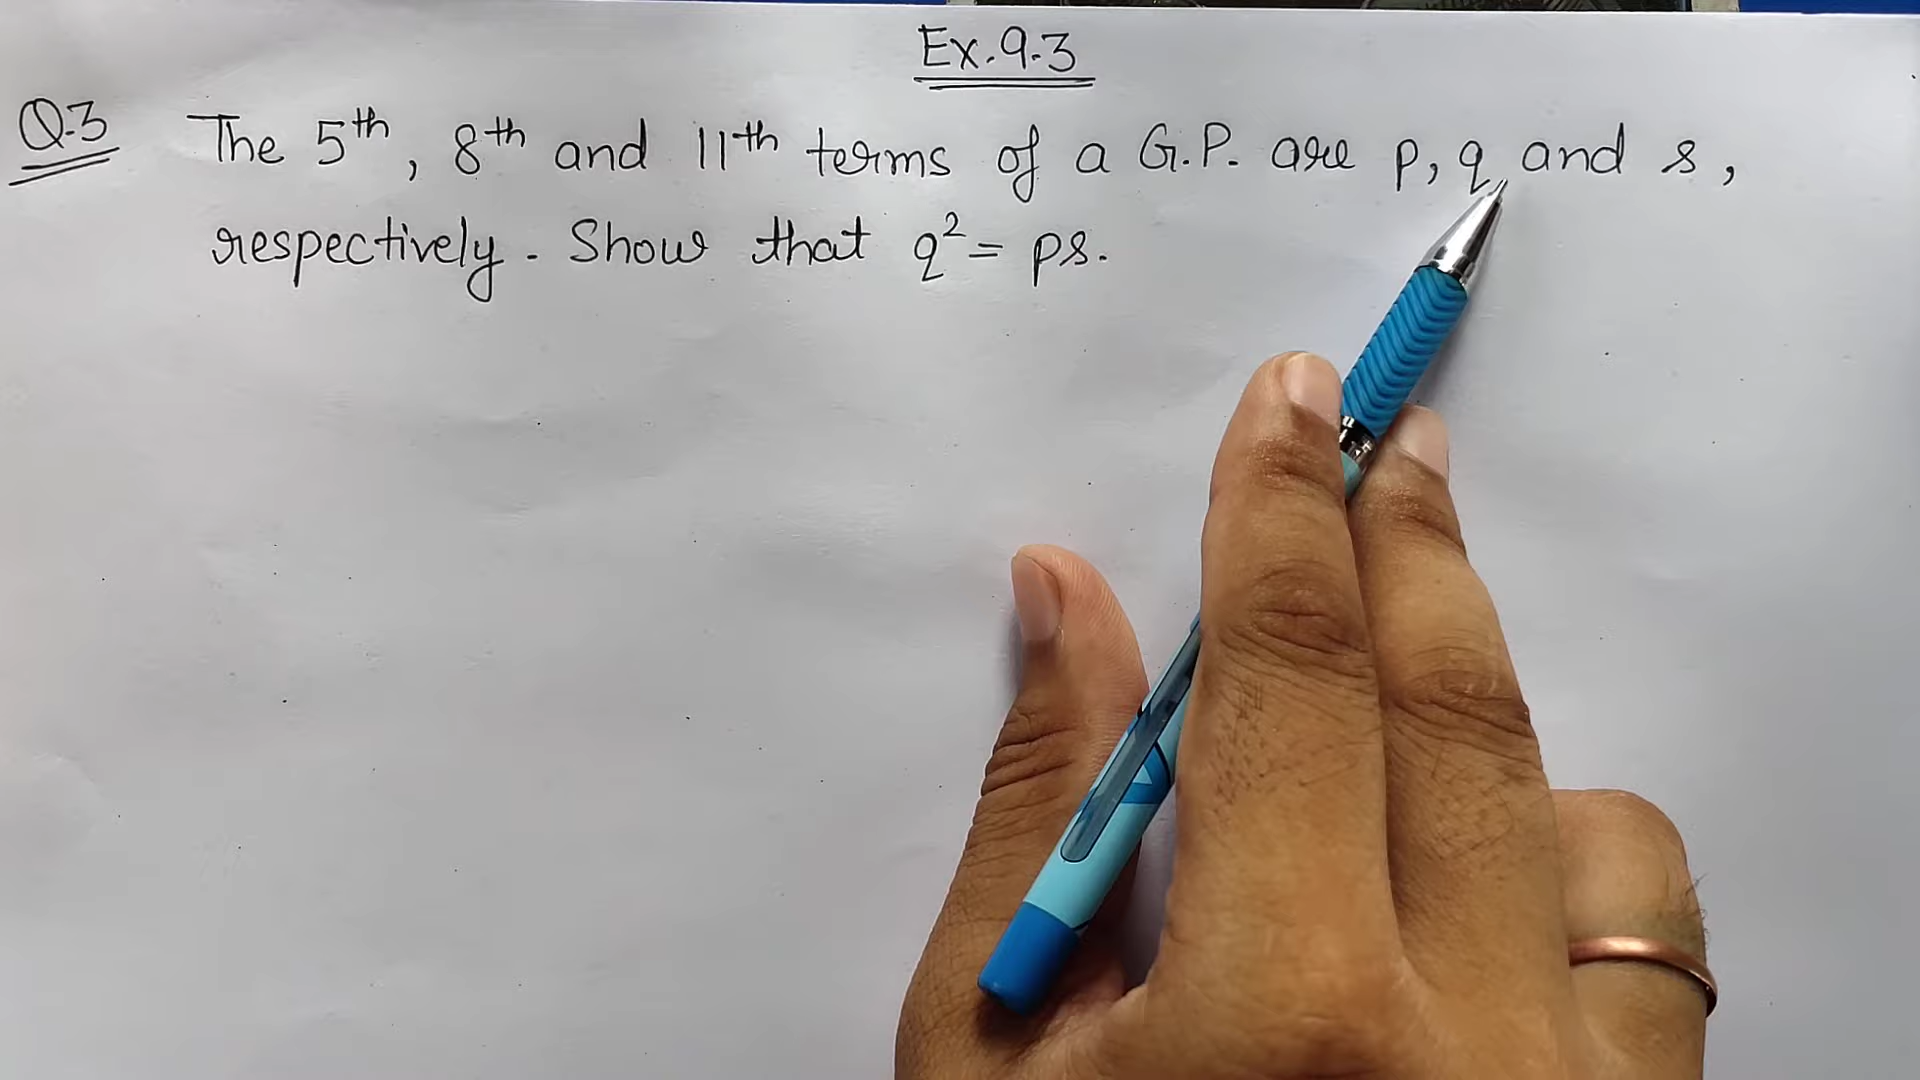 Ex.9.3
Q.3 The 5th, 8th and 11th terms of a G.P. are p, q and s,
respectively. Show that q² = ps.